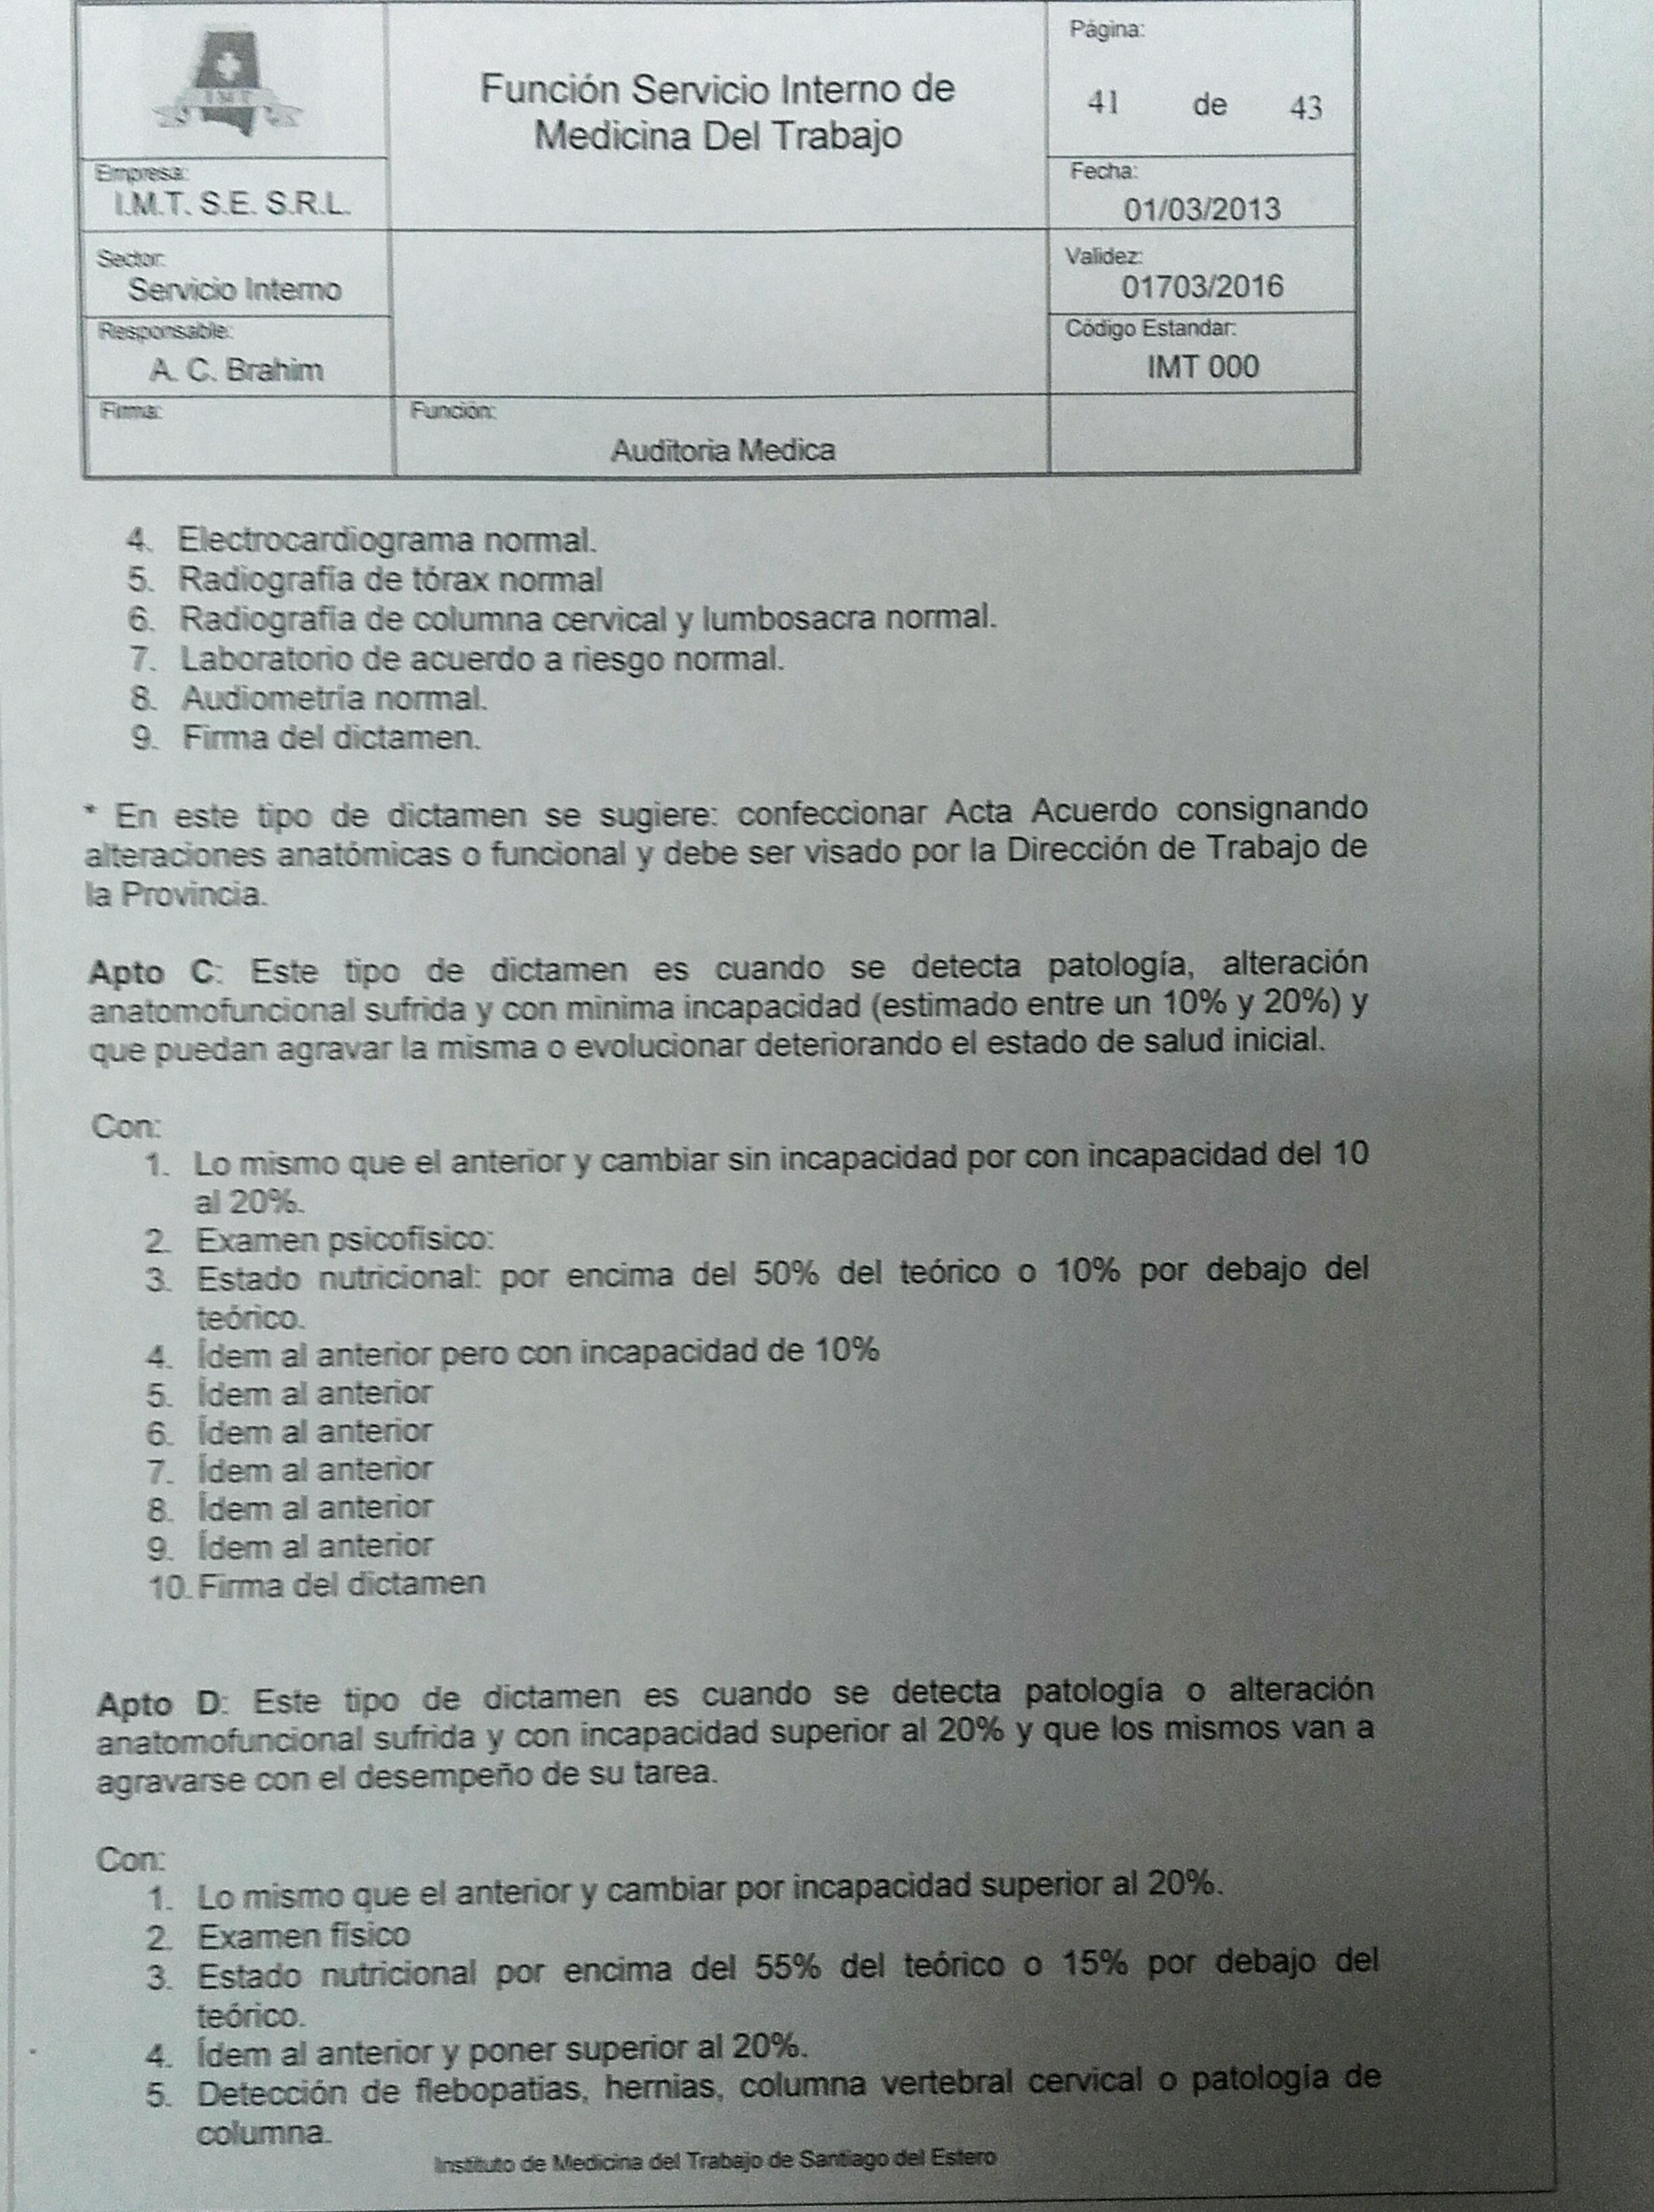 IMT
Función Servicio Interno de
Medicina Del Trabajo
Página:
41 de 43
Empresa:
I.M.T. S.E. S.R.L.
Fecha:
01/03/2013
Sector:
Servicio Interno
Validez:
01703/2016
Responsable:
A. C. Brahim
Código Estandar:
IMT 000
Firma:
Función:
Auditoria Medica
4. Electrocardiograma normal.
5. Radiografía de tórax normal
6. Radiografía de columna cervical y lumbosacra normal.
7. Laboratorio de acuerdo a riesgo normal.
8. Audiometría normal.
9. Firma del dictamen.
* En este tipo de dictamen se sugiere: confeccionar Acta Acuerdo consignando
alteraciones anatómicas o funcional y debe ser visado por la Dirección de Trabajo de
la Provincia.
Apto C: Este tipo de dictamen es cuando se detecta patología, alteración
anatomofuncional sufrida y con minima incapacidad (estimado entre un 10% y 20%) y
que puedan agravar la misma o evolucionar deteriorando el estado de salud inicial.
Con:
1. Lo mismo que el anterior y cambiar sin incapacidad por con incapacidad del 10
al 20%.
2. Examen psicofísico:
3. Estado nutricional: por encima del 50% del teórico o 10% por debajo del
teórico.
4. Ídem al anterior pero con incapacidad de 10%
5. Ídem al anterior
6. Ídem al anterior
7. Ídem al anterior
8. Ídem al anterior
9. Ídem al anterior
10. Firma del dictamen
Apto D: Este tipo de dictamen es cuando se detecta patología o alteración
anatomofuncional sufrida y con incapacidad superior al 20% y que los mismos van a
agravarse con el desempeño de su tarea.
Con:
1. Lo mismo que el anterior y cambiar por incapacidad superior al 20%.
2. Examen físico
3. Estado nutricional por encima del 55% del teórico o 15% por debajo del
teórico.
4. Ídem al anterior y poner superior al 20%.
5. Detección de flebopatias, hernias, columna vertebral cervical o patología de
columna.
Instituto de Medicina del Trabajo de Santiago del Estero